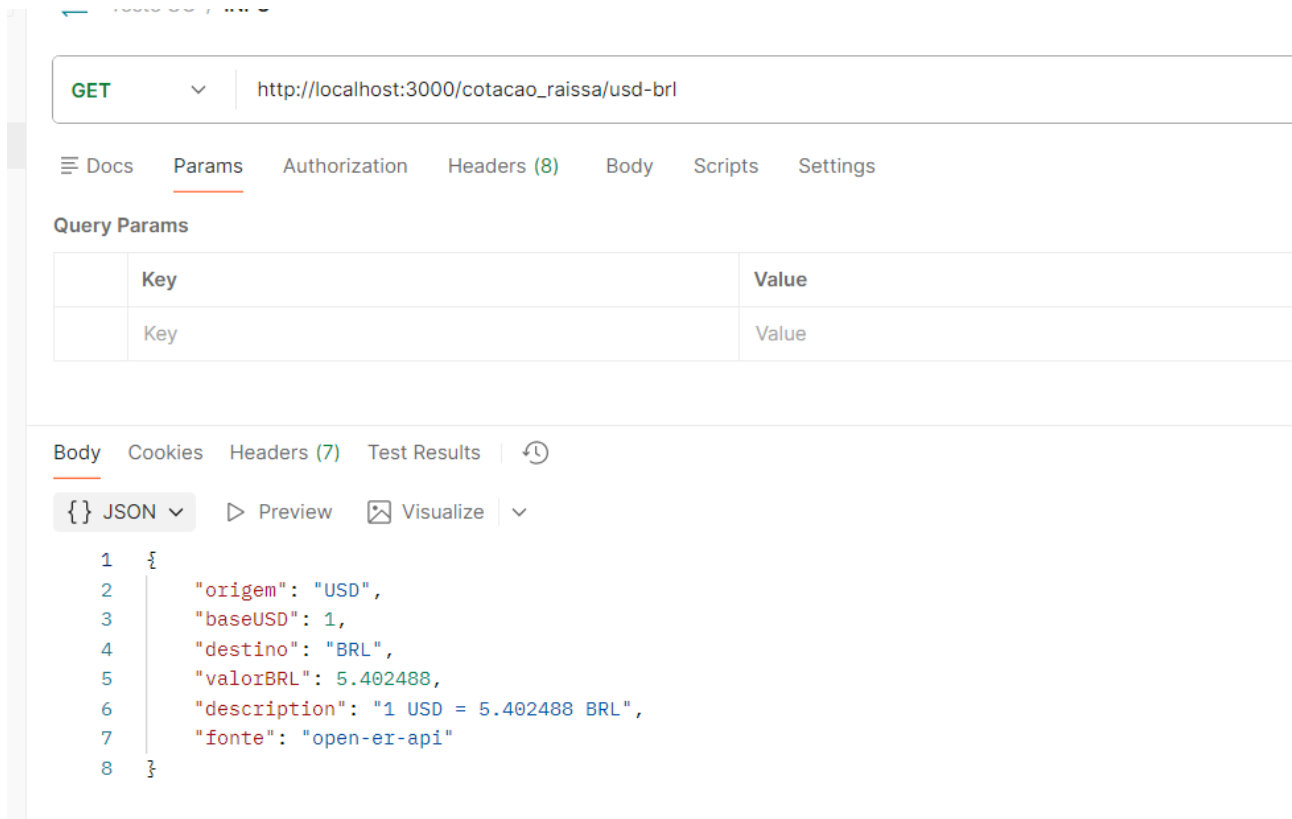 GET http://localhost:3000/cotacao_raissa/usd-brl
Docs Params Authorization Headers (8) Body Scripts Settings
Query Params
Key Value
Key Value
Body Cookies Headers (7) Test Results
{} JSON Preview Visualize
1 {
2 "origem": "USD",
3 "baseUSD": 1,
4 "destino": "BRL",
5 "valorBRL": 5.402488,
6 "description": "1 USD = 5.402488 BRL",
7 "fonte": "open-er-api"
8 }